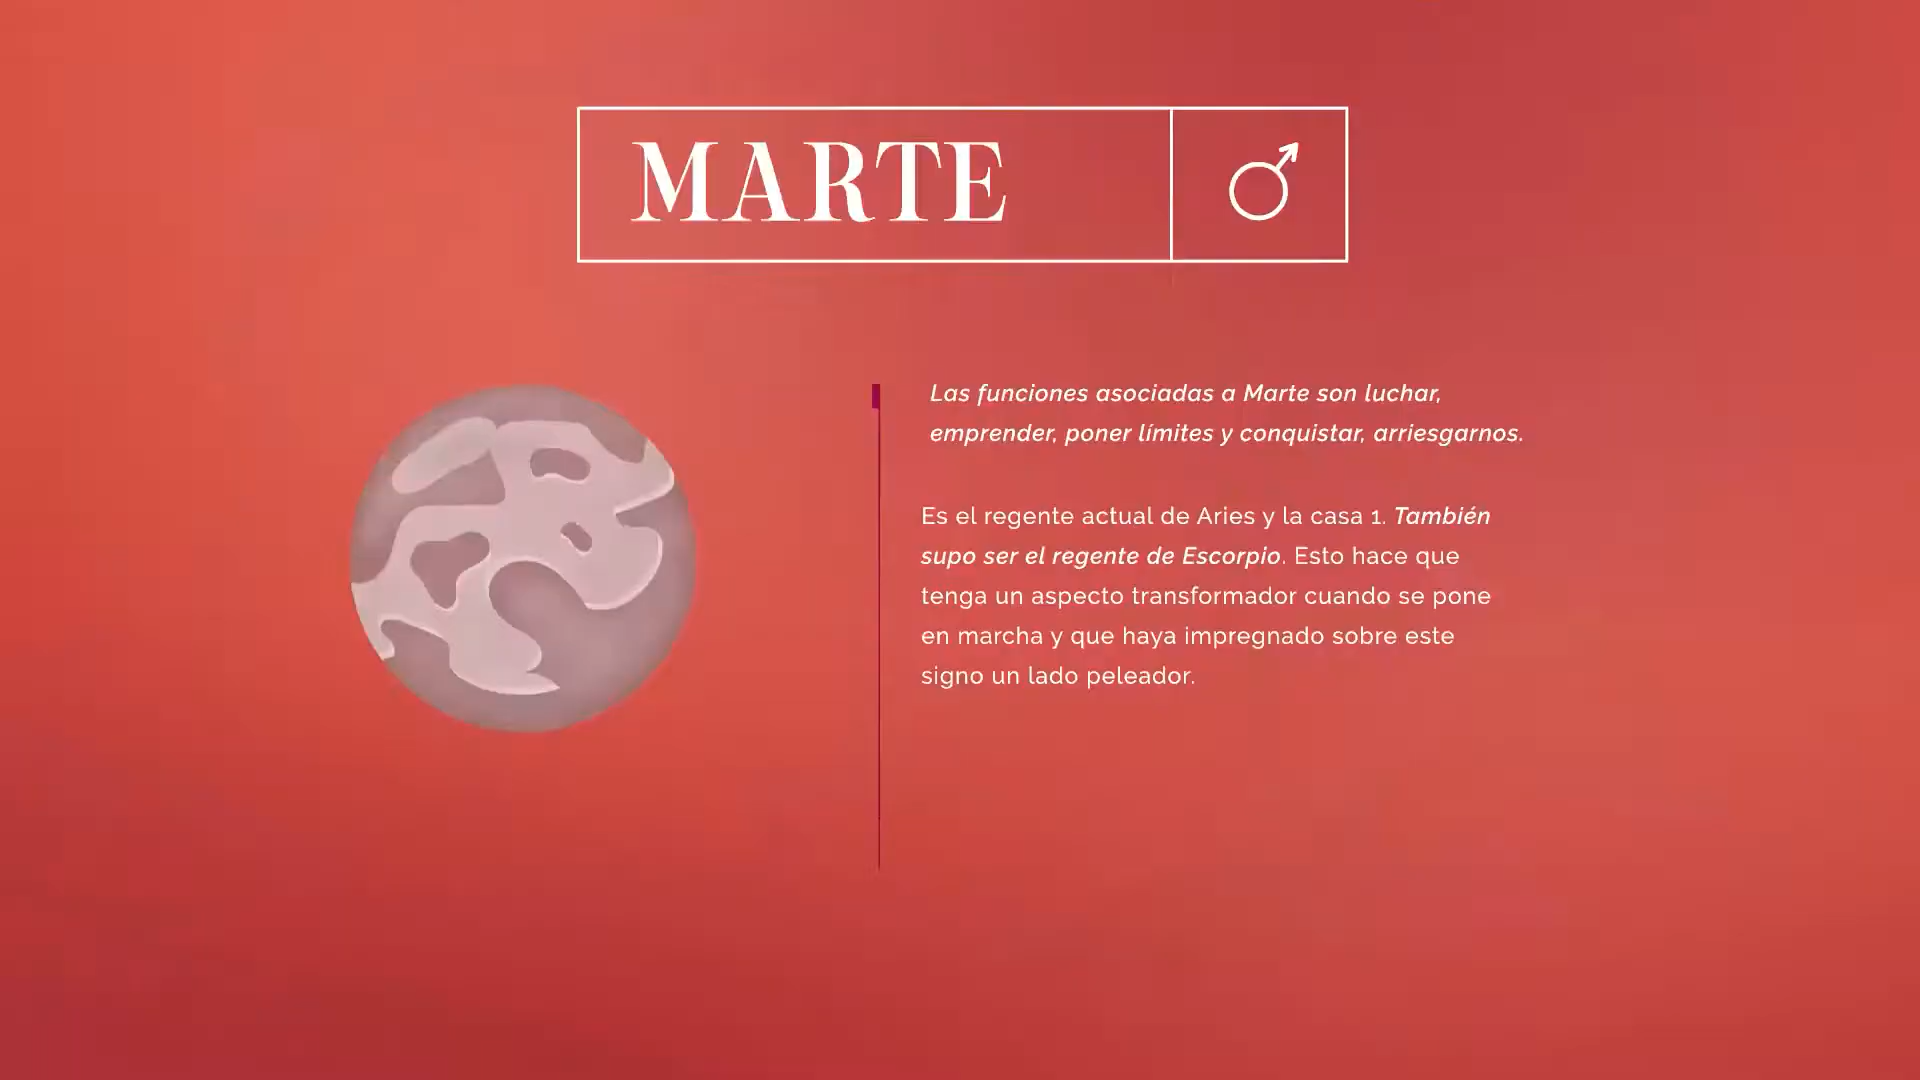 MARTE ♂
Las funciones asociadas a Marte son luchar,
emprender, poner límites y conquistar, arriesgarnos.
Es el regente actual de Aries y la casa 1. También
supo ser el regente de Escorpio. Esto hace que
tenga un aspecto transformador cuando se pone
en marcha y que haya impregnado sobre este
signo un lado peleador.